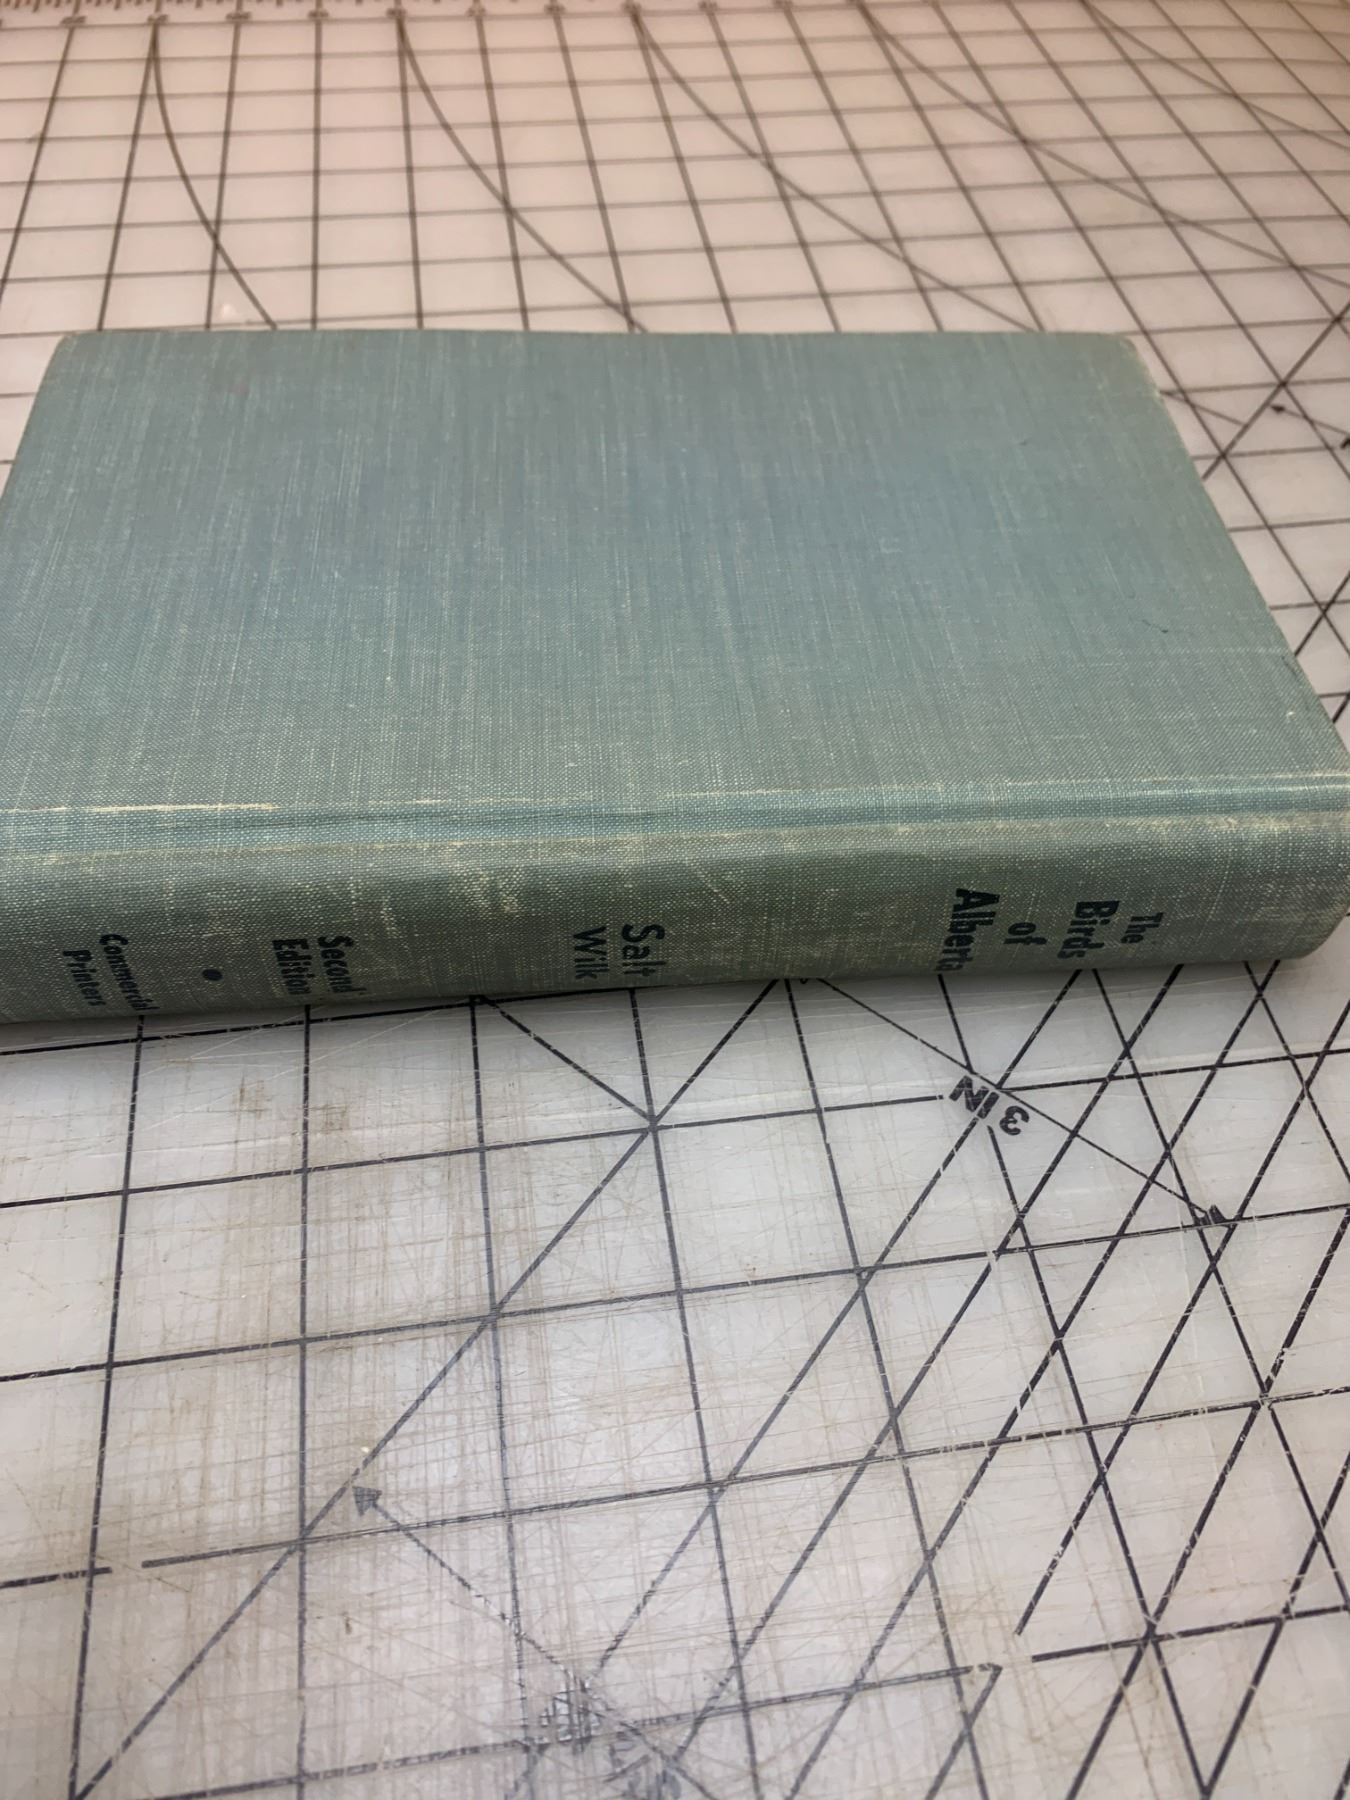 The
Birds
of
Alberta
Salt
Wilk
Second
Edition
Commercial
Printers
3 IN